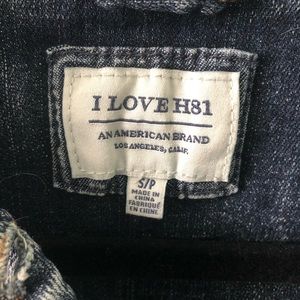 I LOVE H81
AN AMERICAN BRAND
LOS ANGELES, CALIF.
S/P
MADE IN
CHINA
FABRIQUÉ
EN CHINE